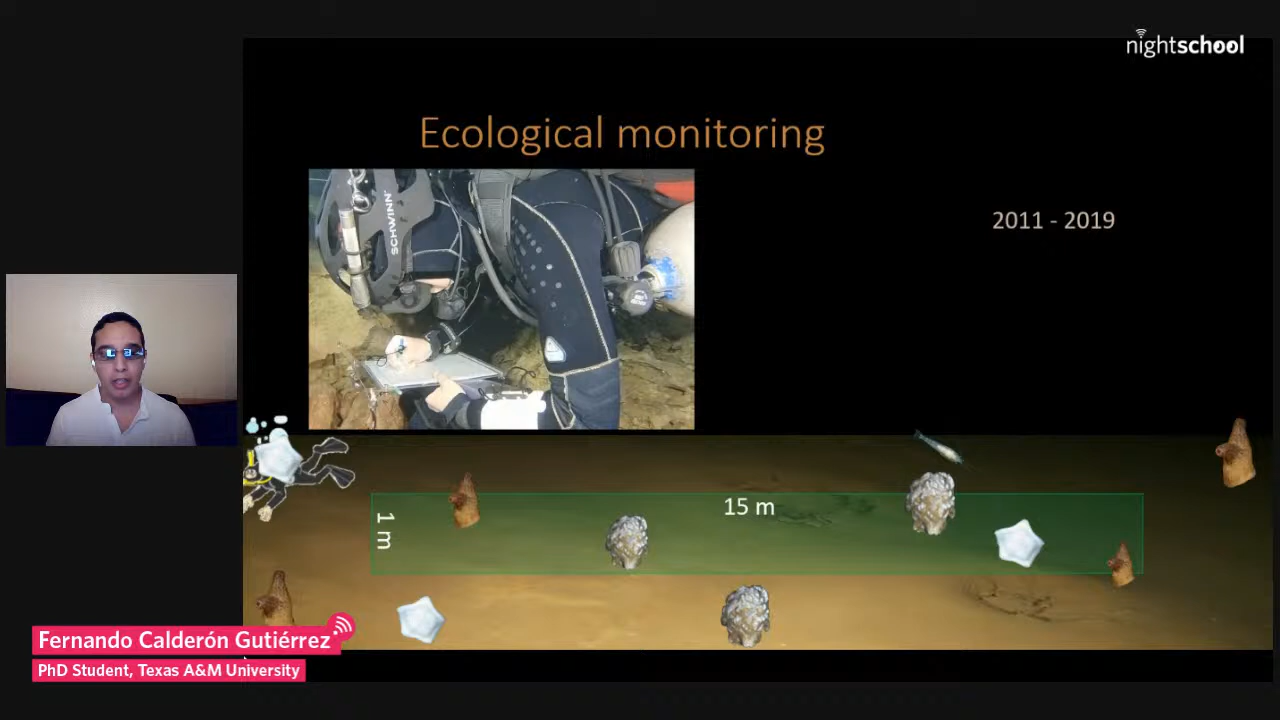 nightschool
Ecological monitoring
SCHWINN
2011 - 2019
15 m
1 m
Fernando Calderón Gutiérrez
PhD Student, Texas A&M University